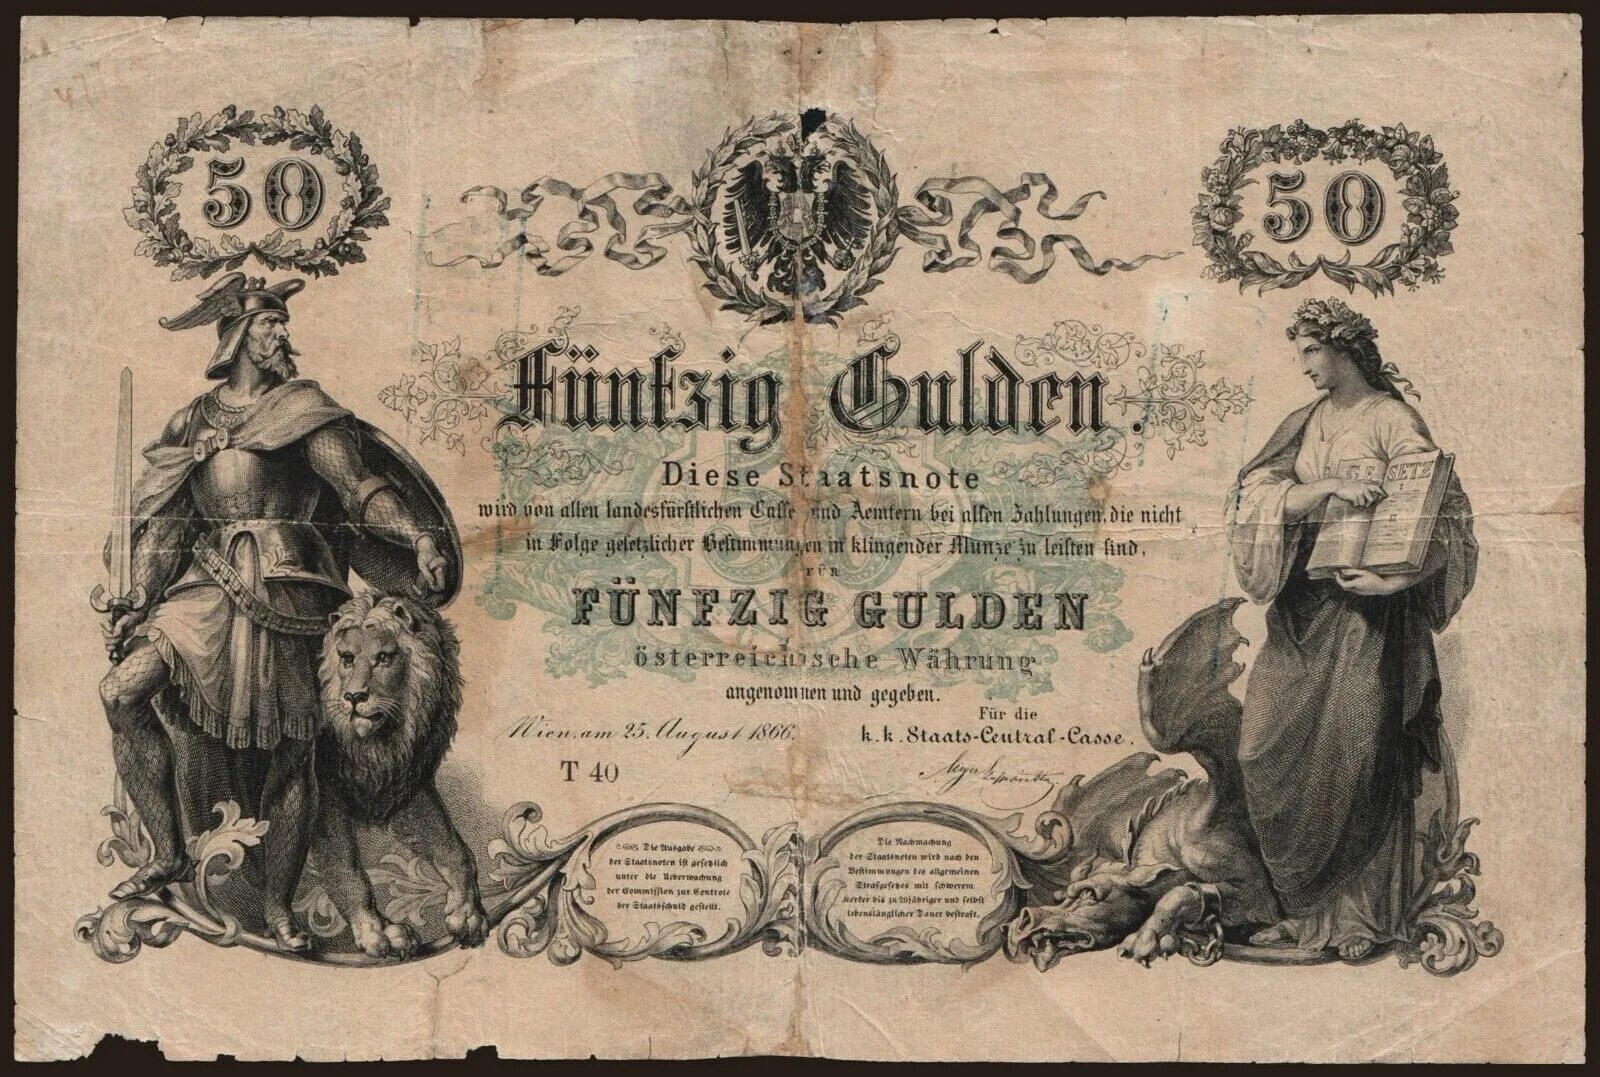 50
50
Fünfzig Gulden.
GESETZ
I
II
Diese Staatsnote
wird von allen landesfürstlichen Cassen und Aemtern bei allen Zahlungen, die nicht
in Folge gesetzlicher Bestimmungen in klingender Münze zu leisten sind,
FÜR
50
FÜNFZIG GULDEN
österreichische Währung
angenommen und gegeben.
Für die
Wien, am 25. August 1866.
k. k. Staats-Central-Casse.
T 40
Die Ausgabe
der Staatsnoten ist gesetzlich
unter die Ueberwachung
der Commission zur Controle
der Staatschuld gestellt.
Die Nachmachung
der Staatsnoten wird nach den
Bestimmungen des allgemeinen
Strafgesetzes mit schwerem
Kerker bis zu 20jähriger und selbst
lebenslänglicher Dauer bestraft.